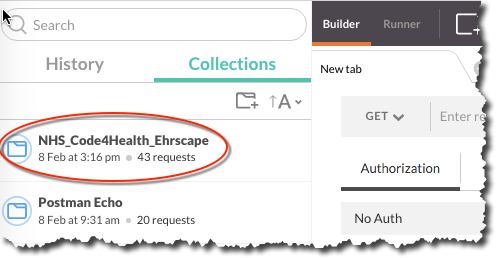 Search
Builder
Runner
History
Collections
New tab
A
GET
Enter re
NHS_Code4Health_Ehrscape
8 Feb at 3:16 pm ● 43 requests
Authorization
Postman Echo
8 Feb at 9:31 am ● 20 requests
No Auth